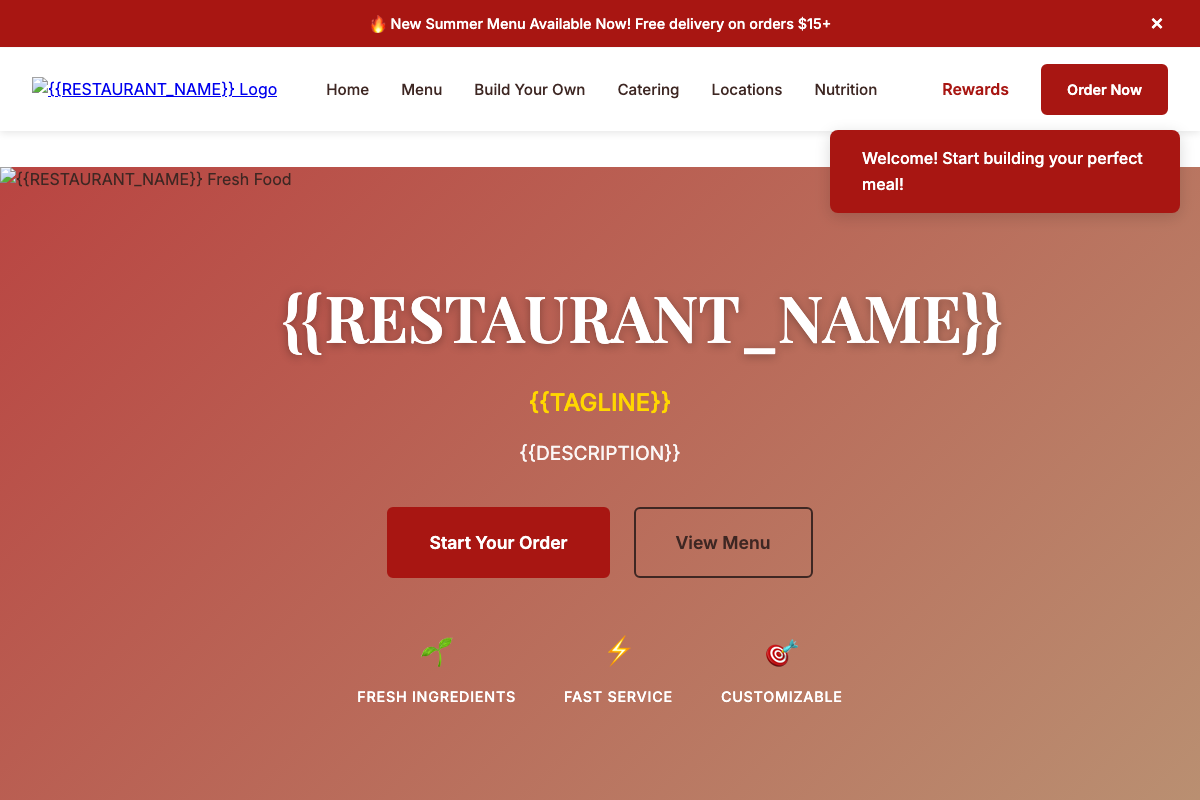 🔥 New Summer Menu Available Now! Free delivery on orders $15+ ×
{{RESTAURANT_NAME}} Logo Home Menu Build Your Own Catering Locations Nutrition Rewards Order Now
Welcome! Start building your perfect
meal!
{{RESTAURANT_NAME}} Fresh Food
{{RESTAURANT_NAME}}
{{TAGLINE}}
{{DESCRIPTION}}
Start Your Order View Menu
FRESH INGREDIENTS FAST SERVICE CUSTOMIZABLE